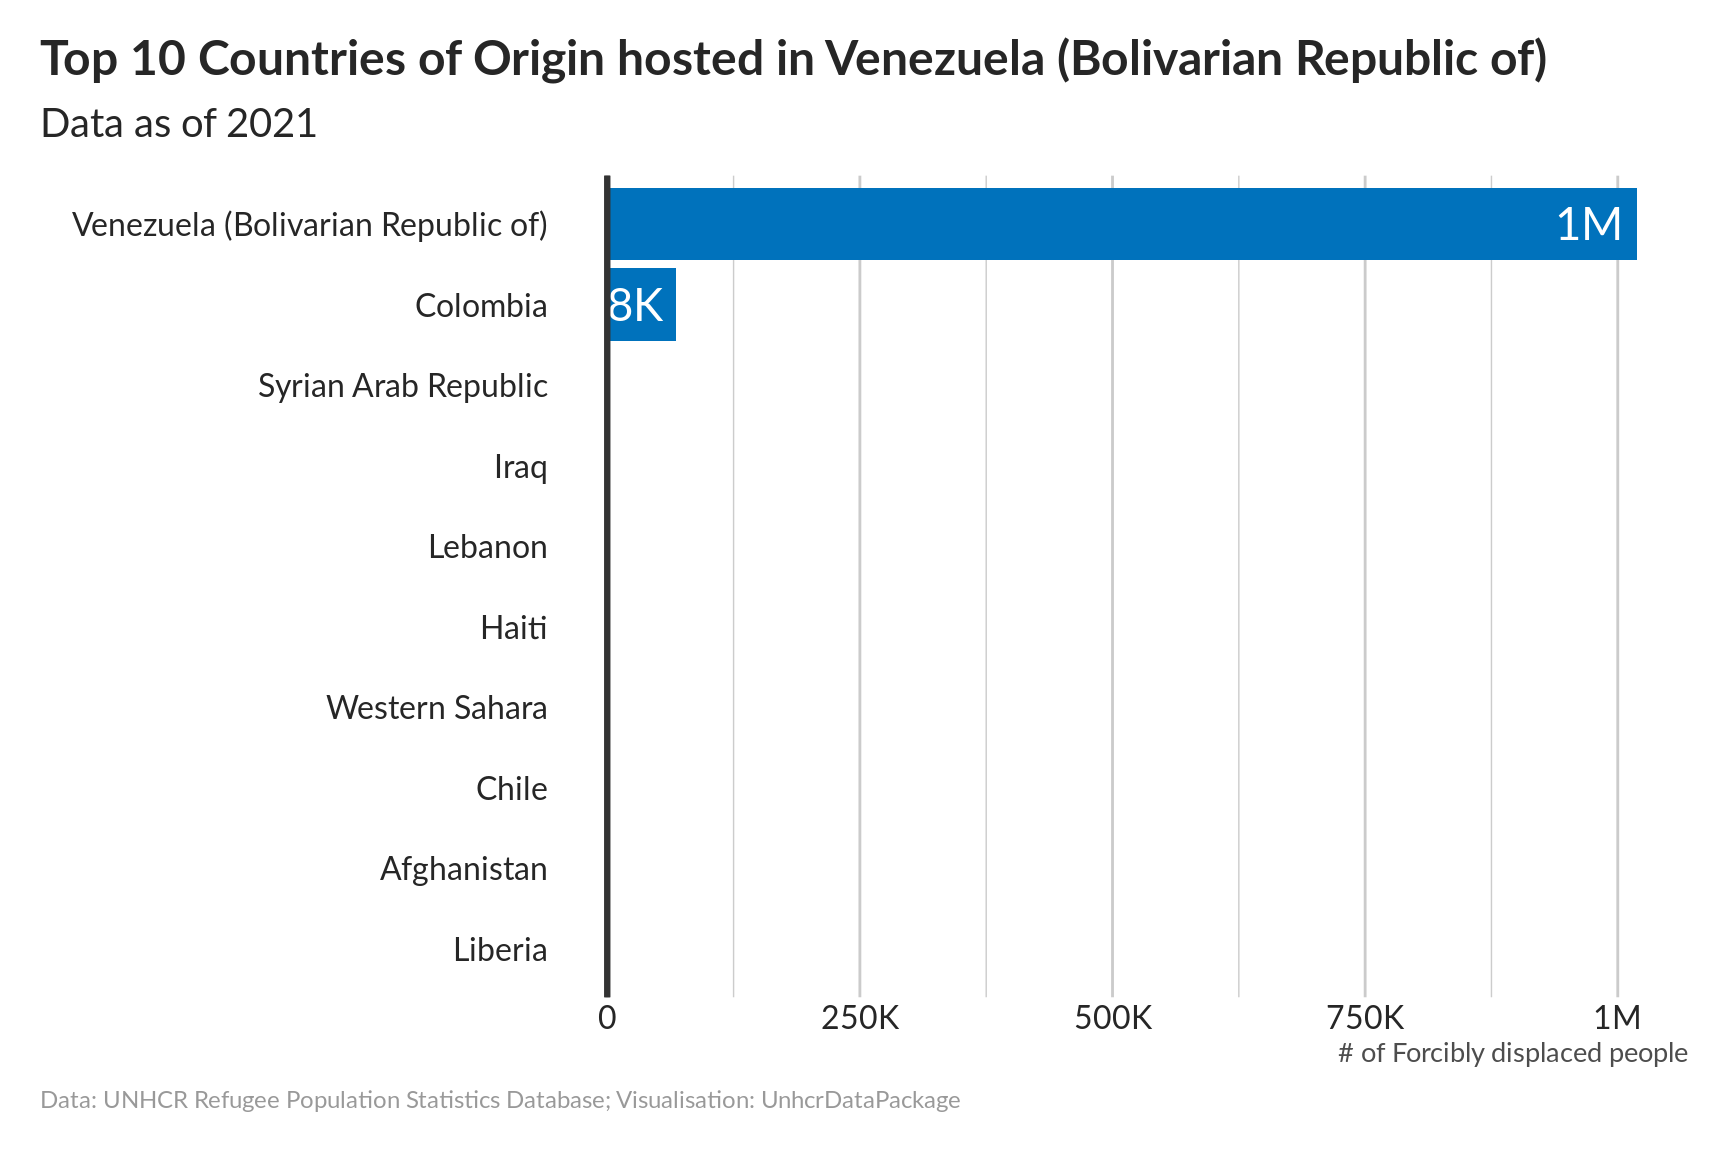 Top 10 Countries of Origin hosted in Venezuela (Bolivarian Republic of)
Data as of 2021
Venezuela (Bolivarian Republic of)
1M
Colombia
8K
Syrian Arab Republic
Iraq
Lebanon
Haiti
Western Sahara
Chile
Afghanistan
Liberia
0 250K 500K 750K 1M
# of Forcibly displaced people
Data: UNHCR Refugee Population Statistics Database; Visualisation: UnhcrDataPackage